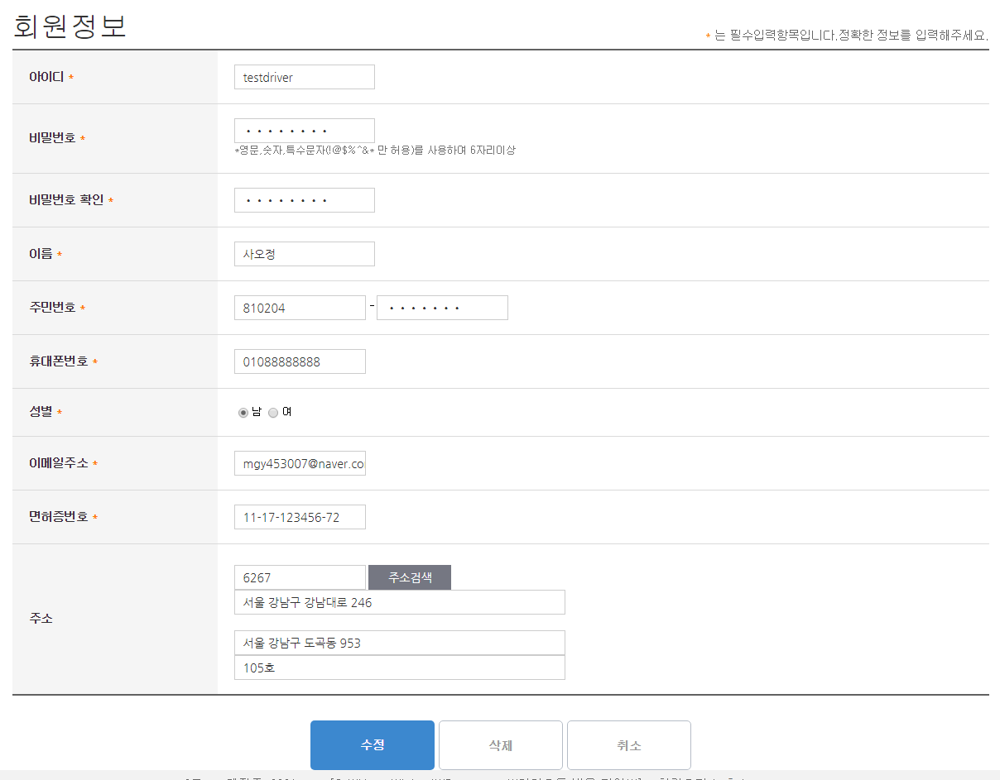 회원정보
* 는 필수입력항목입니다.정확한 정보를 입력해주세요.
아이디 *
testdriver
비밀번호 *
• • • • • • • •
*영문,숫자,특수문자(!@$%^&* 만 허용)를 사용하여 6자리이상
비밀번호 확인 *
• • • • • • • •
이름 *
사오정
주민번호 *
810204 - • • • • • • •
휴대폰번호 *
01088888888
성별 *
남 여
이메일주소 *
mgy453007@naver.co
면허증번호 *
11-17-123456-72
주소
6267 주소검색
서울 강남구 강남대로 246
서울 강남구 도곡동 953
105호
수정 삭제 취소